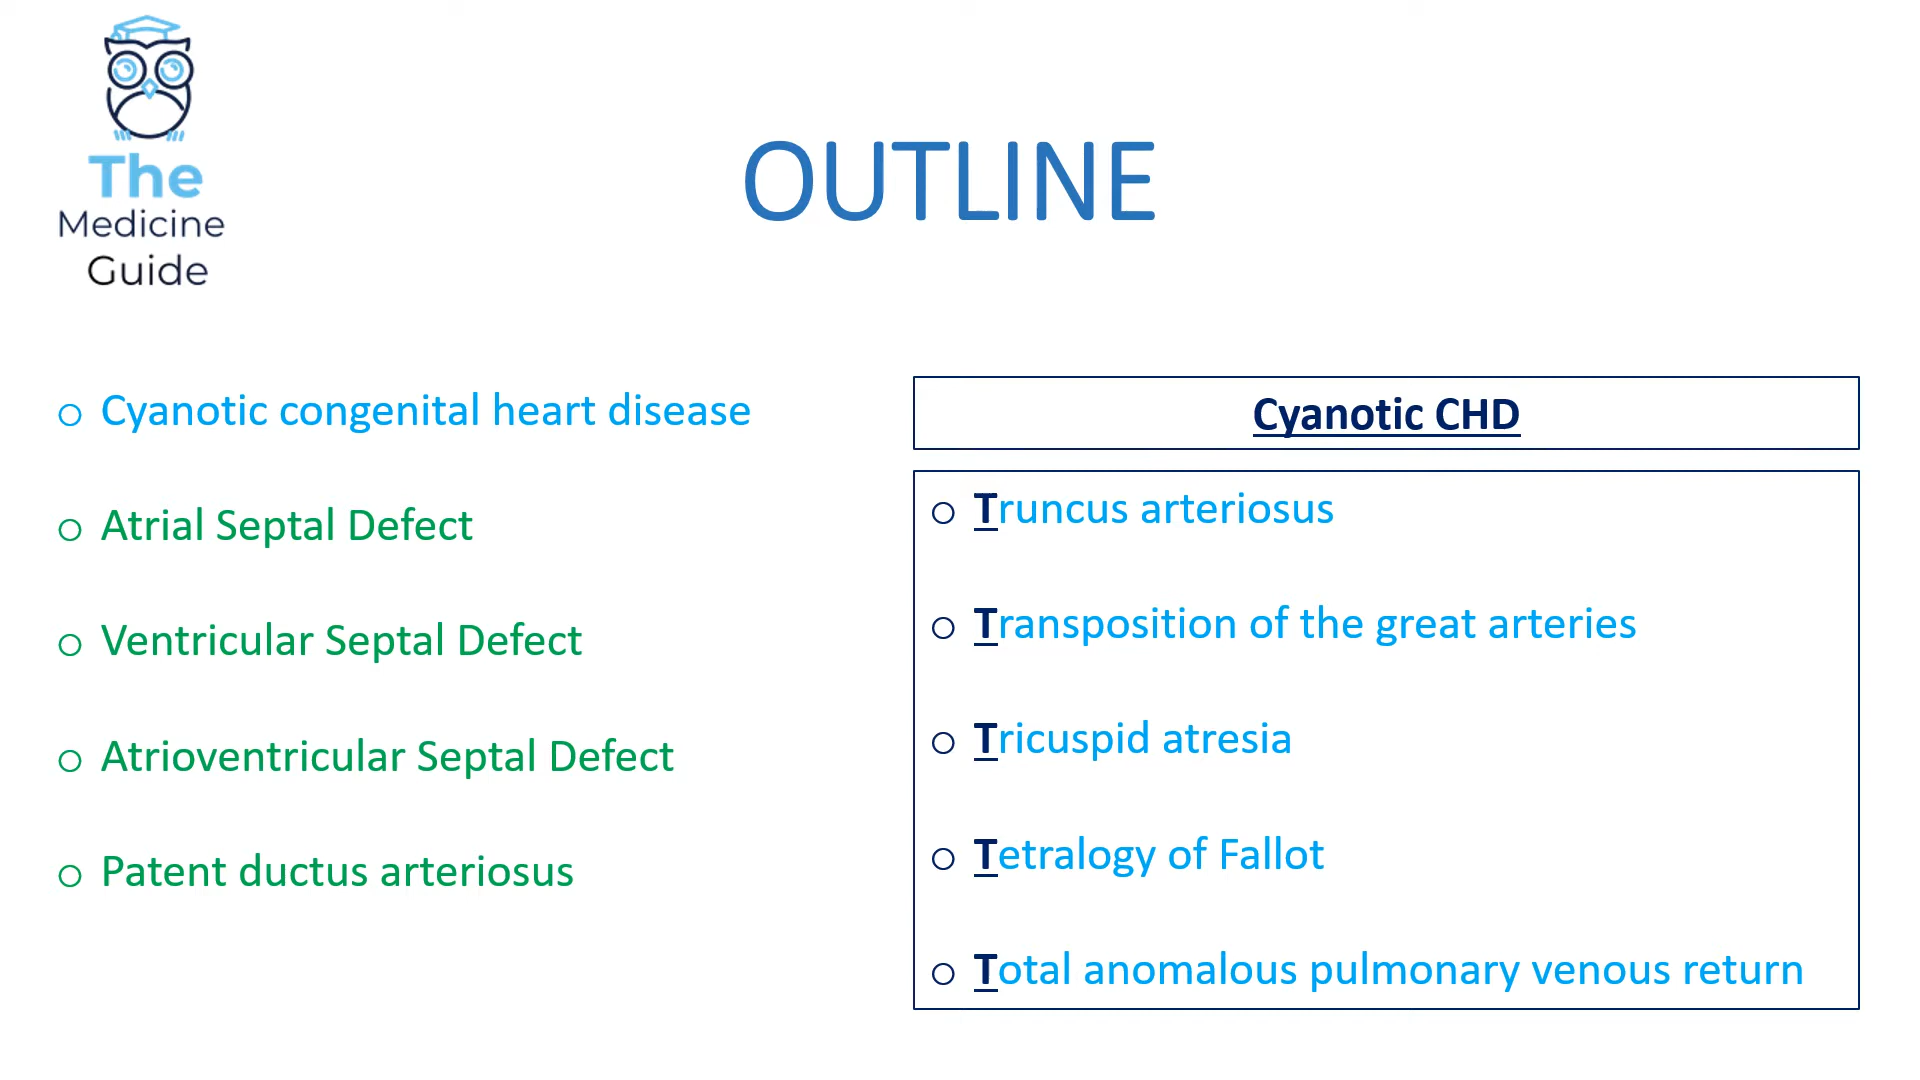 The
Medicine
Guide
OUTLINE
o Cyanotic congenital heart disease
o Atrial Septal Defect
o Ventricular Septal Defect
o Atrioventricular Septal Defect
o Patent ductus arteriosus
Cyanotic CHD
o Truncus arteriosus
o Transposition of the great arteries
o Tricuspid atresia
o Tetralogy of Fallot
o Total anomalous pulmonary venous return